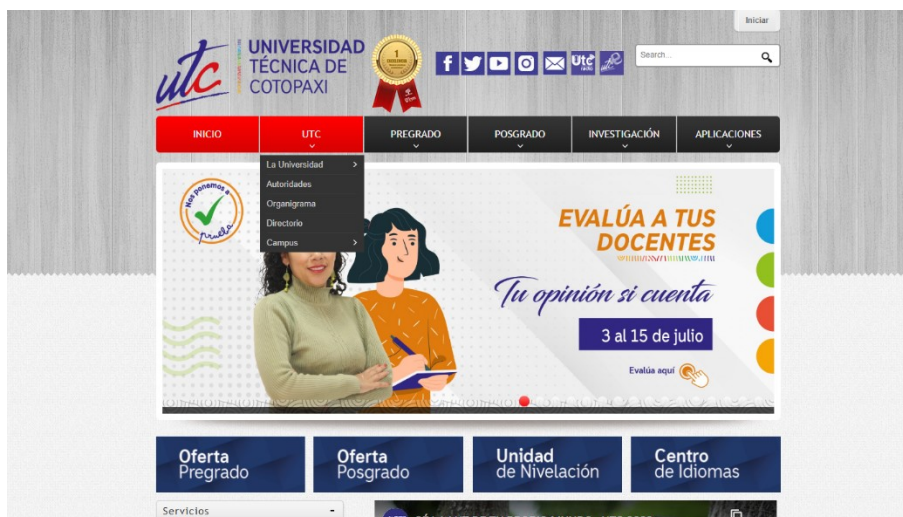 Iniciar
utc
UNIVERSIDAD
TÉCNICA DE
COTOPAXI
1
Search...
INICIO
UTC
PREGRADO
POSGRADO
INVESTIGACIÓN
APLICACIONES
La Universidad
Autoridades
Organigrama
Directorio
Campus
Nos ponemos a
prueba
EVALÚA A TUS
DOCENTES
Tu opinión si cuenta
3 al 15 de julio
Evalúa aquí
Oferta
Pregrado
Oferta
Posgrado
Unidad
de Nivelación
Centro
de Idiomas
Servicios
-